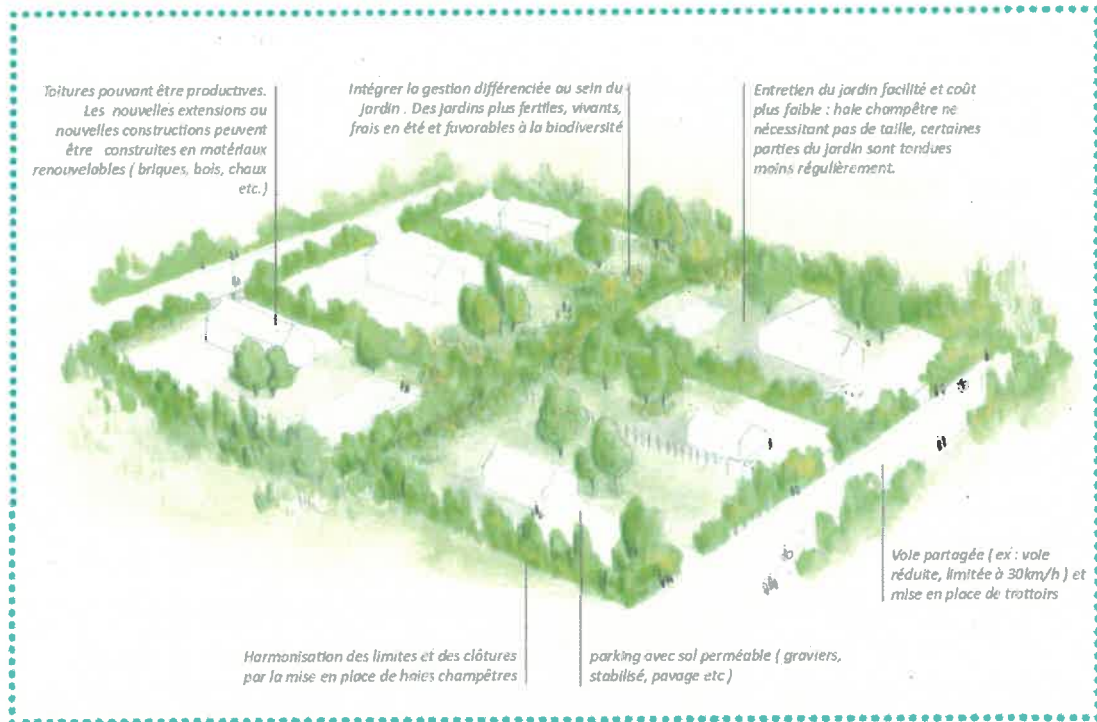 Toitures pouvant être productives.
Les nouvelles extensions ou
nouvelles constructions peuvent
être construites en matériaux
renouvelables ( briques, bois, chaux
etc.)
Intégrer la gestion différenciée au sein du
jardin . Des jardins plus fertiles, vivants,
frais en été et favorables à la biodiversité
Entretien du jardin facilité et coût
plus faible : haie champêtre ne
nécessitant pas de taille, certaines
parties du jardin sont tondues
moins régulièrement.
Voie partagée ( ex : voie
réduite, limitée à 30km/h ) et
mise en place de trottoirs
Harmonisation des limites et des clôtures
par la mise en place de haies champêtres
parking avec sol perméable ( graviers,
stabilisé, pavage etc )